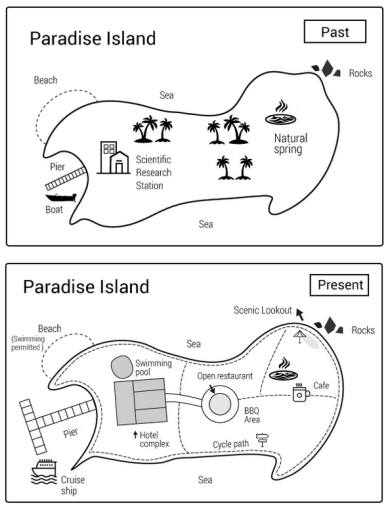 Paradise Island
Past
Beach
Rocks
Sea
Natural
spring
Scientific
Research
Station
Pier
Boat
Sea
Paradise Island
Present
Scenic Lookout
Beach
(Swimming
permitted)
Rocks
Sea
Swimming
pool
Open restaurant
Cafe
BBQ
Area
Pier
Hotel
complex
Cycle path
Cruise
ship
Sea